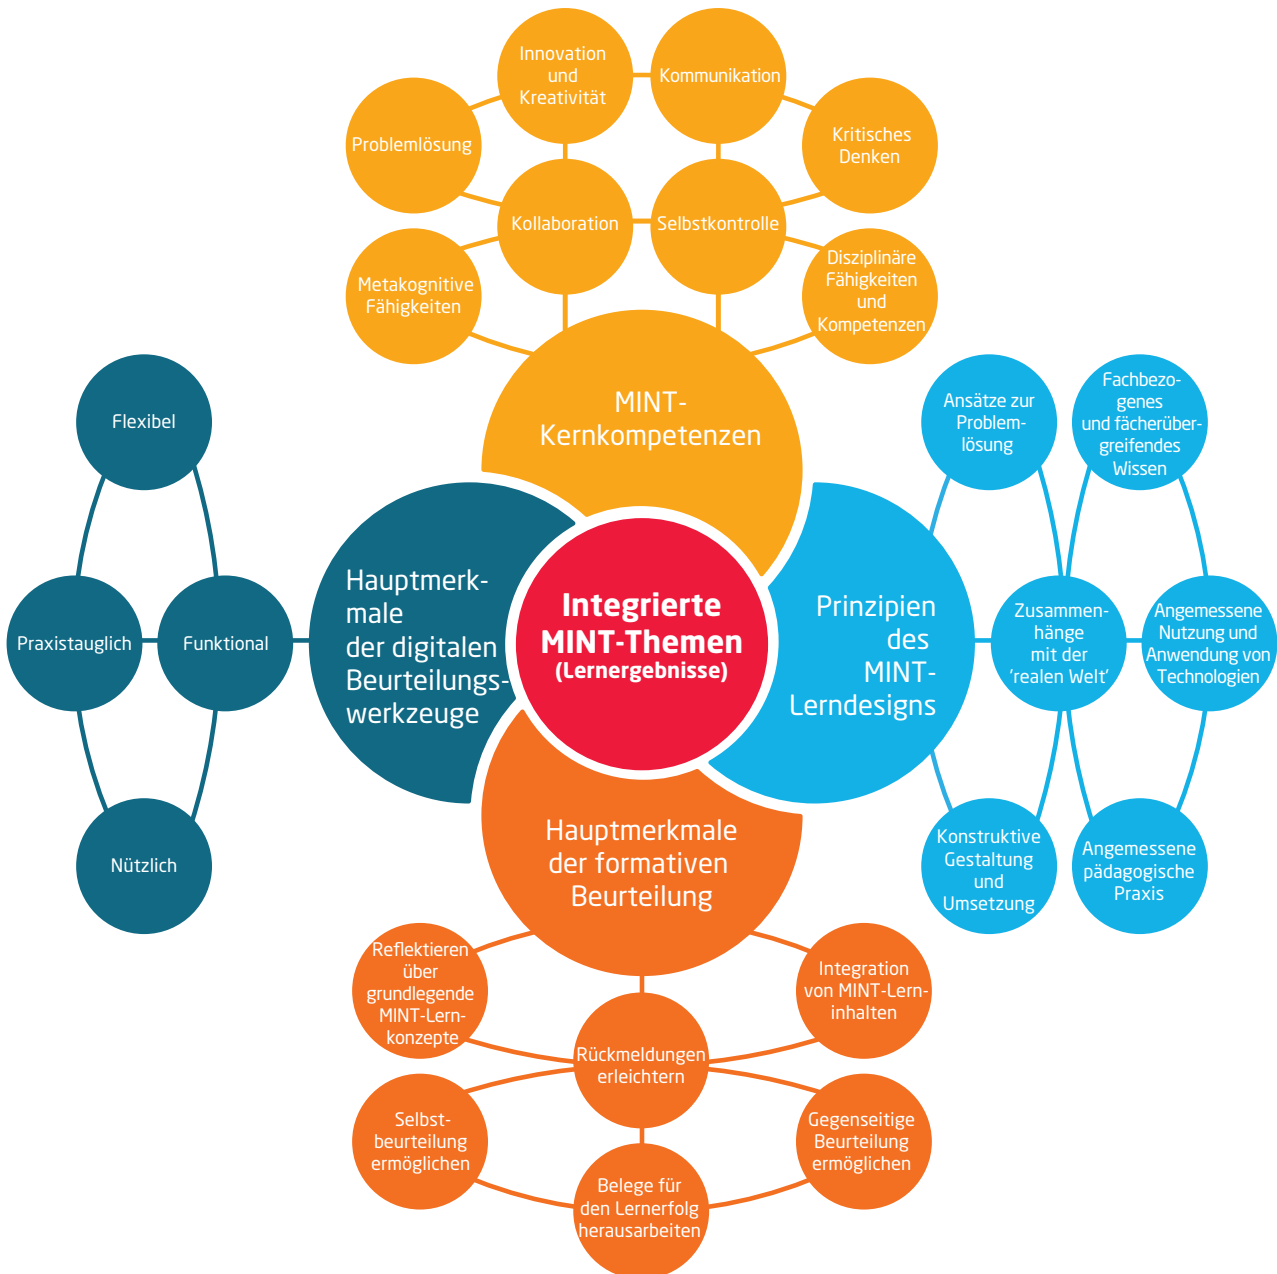 Innovation
und
Kreativität
Kommunikation
Problemlösung
Kritisches
Denken
Kollaboration
Selbstkontrolle
Metakognitive
Fähigkeiten
Disziplinäre
Fähigkeiten
und
Kompetenzen
MINT-
Kernkompetenzen
Flexibel
Praxistauglich
Funktional
Nützlich
Hauptmerk-
male
der digitalen
Beurteilungs-
werkzeuge
Integrierte
MINT-Themen
(Lernergebnisse)
Prinzipien
des
MINT-
Lerndesigns
Ansätze zur
Problem-
lösung
Fachbezo-
genes
und fächerüber-
greifendes
Wissen
Zusammen-
hänge
mit der
'realen Welt'
Angemessene
Nutzung und
Anwendung von
Technologien
Konstruktive
Gestaltung
und
Umsetzung
Angemessene
pädagogische
Praxis
Hauptmerkmale
der formativen
Beurteilung
Reflektieren
über
grundlegende
MINT-Lern-
konzepte
Integration
von MINT-Lern-
inhalten
Rückmeldungen
erleichtern
Selbst-
beurteilung
ermöglichen
Gegenseitige
Beurteilung
ermöglichen
Belege für
den Lernerfolg
herausarbeiten